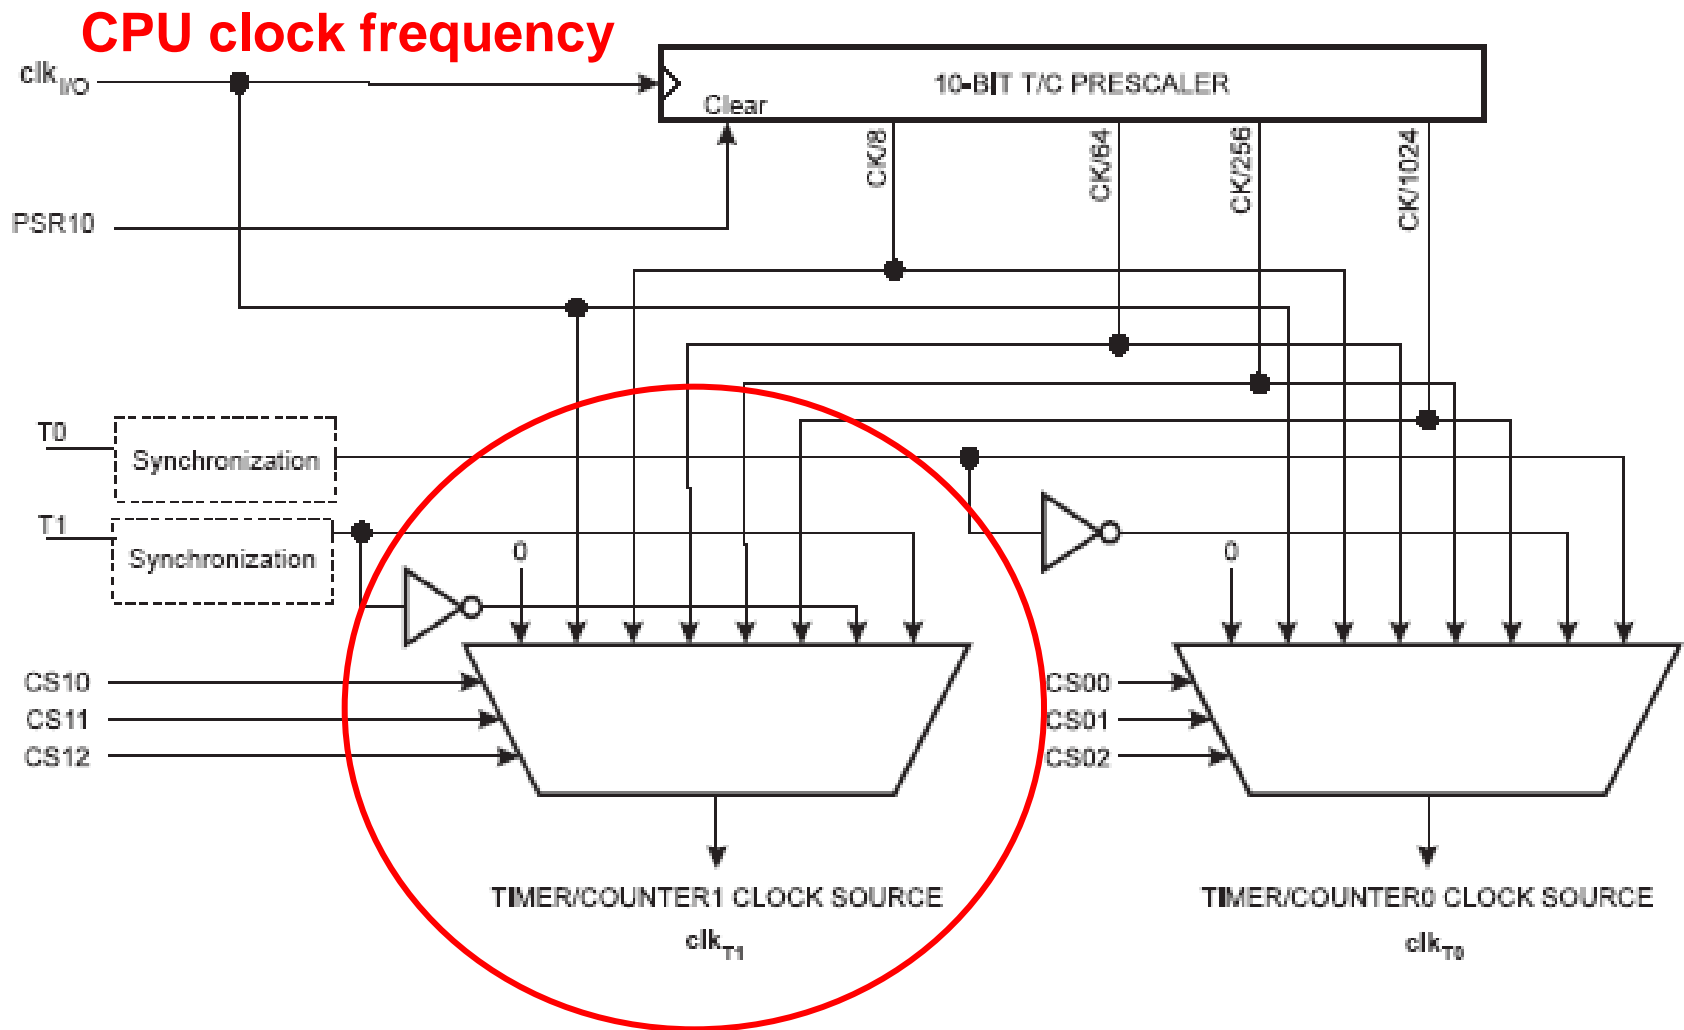 CPU clock frequency
clkI/O
10-BIT T/C PRESCALER
Clear
CK/8
CK/64
CK/256
CK/1024
PSR10
T0
Synchronization
T1
Synchronization
0
0
CS10
CS11
CS12
CS00
CS01
CS02
TIMER/COUNTER1 CLOCK SOURCE
clkT1
TIMER/COUNTER0 CLOCK SOURCE
clkT0